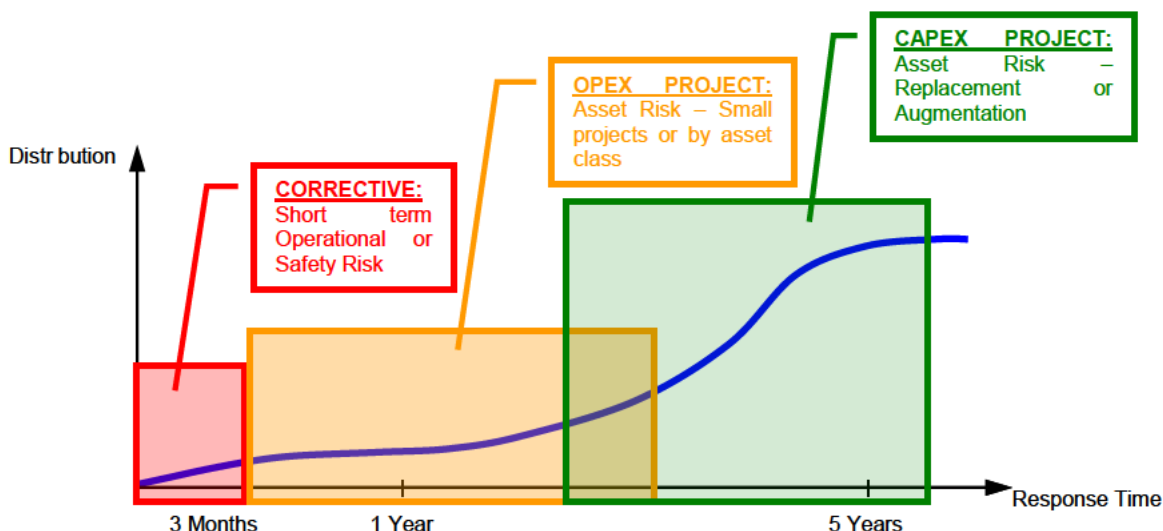 CAPEX PROJECT:
Asset Risk –
Replacement or
Augmentation
OPEX PROJECT:
Asset Risk – Small
projects or by asset
class
Distr bution
CORRECTIVE:
Short term
Operational or
Safety Risk
Response Time
3 Months
1 Year
5 Years